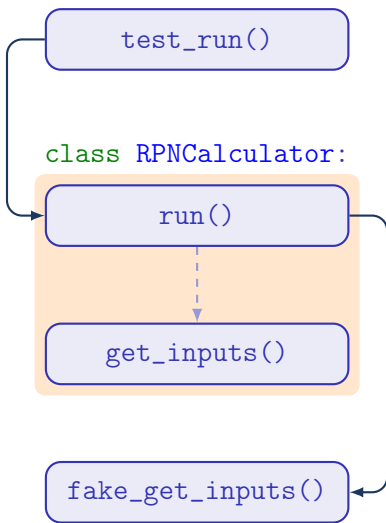 test_run()
class RPNCalculator:
run()
get_inputs()
fake_get_inputs()